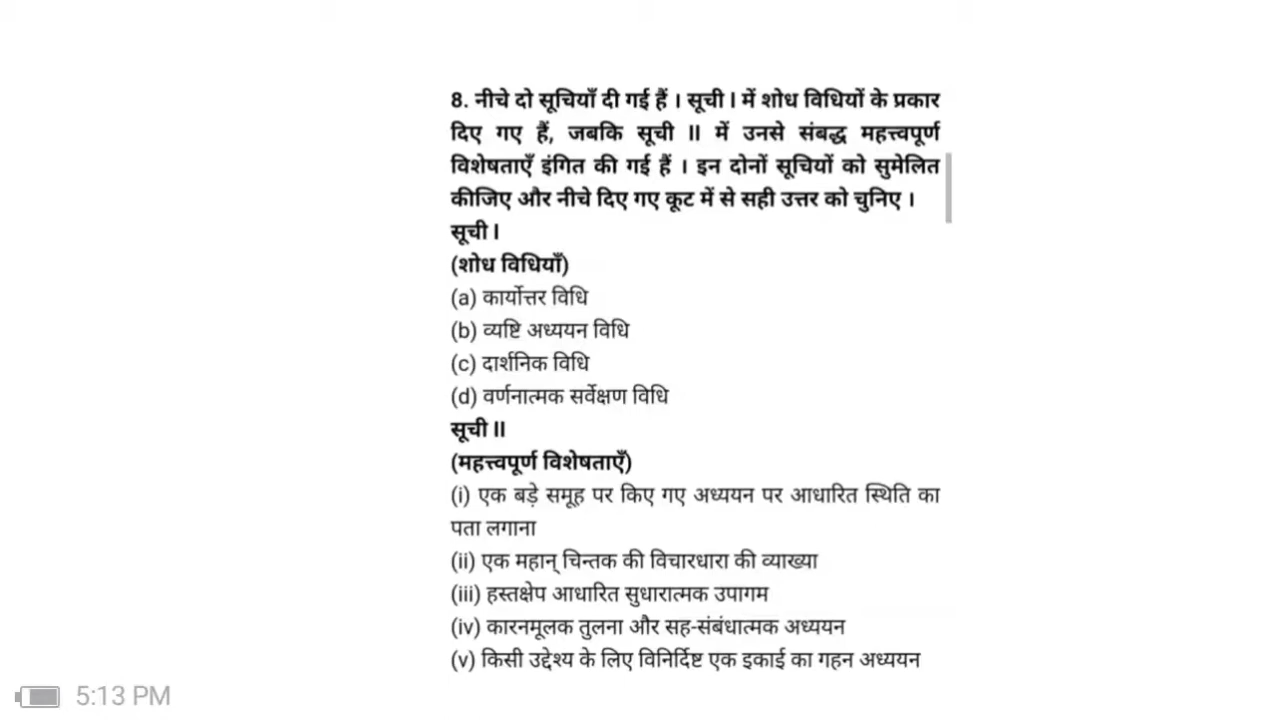 8. नीचे दो सूचियाँ दी गई हैं । सूची I में शोध विधियों के प्रकार
दिए गए हैं, जबकि सूची II में उनसे संबद्ध महत्त्वपूर्ण
विशेषताएँ इंगित की गई हैं । इन दोनों सूचियों को सुमेलित
कीजिए और नीचे दिए गए कूट में से सही उत्तर को चुनिए ।
सूची I
(शोध विधियाँ)
(a) कार्योत्तर विधि
(b) व्यष्टि अध्ययन विधि
(c) दार्शनिक विधि
(d) वर्णनात्मक सर्वेक्षण विधि
सूची II
(महत्त्वपूर्ण विशेषताएँ)
(i) एक बड़े समूह पर किए गए अध्ययन पर आधारित स्थिति का
पता लगाना
(ii) एक महान् चिन्तक की विचारधारा की व्याख्या
(iii) हस्तक्षेप आधारित सुधारात्मक उपागम
(iv) कारनमूलक तुलना और सह-संबंधात्मक अध्ययन
(v) किसी उद्देश्य के लिए विनिर्दिष्ट एक इकाई का गहन अध्ययन
5:13 PM